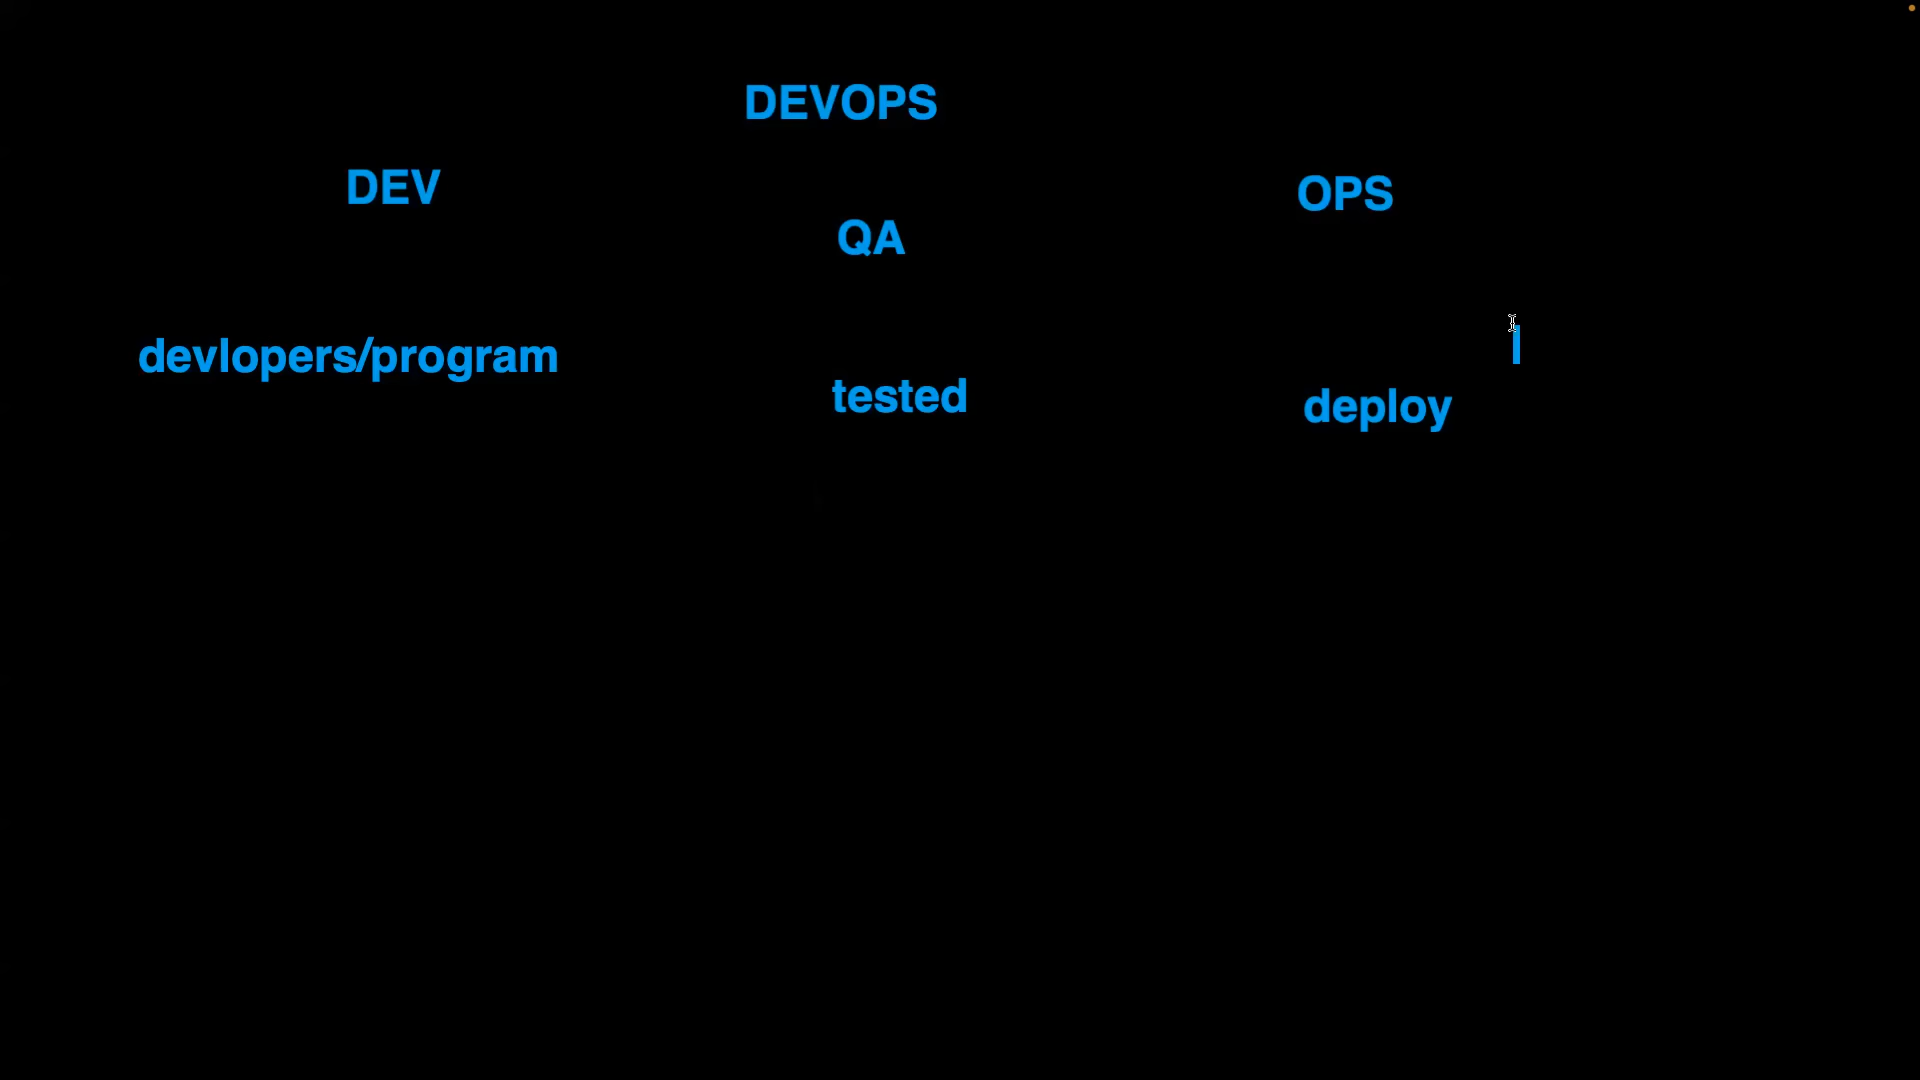 DEVOPS
DEV
OPS
QA
devlopers/program
tested
deploy